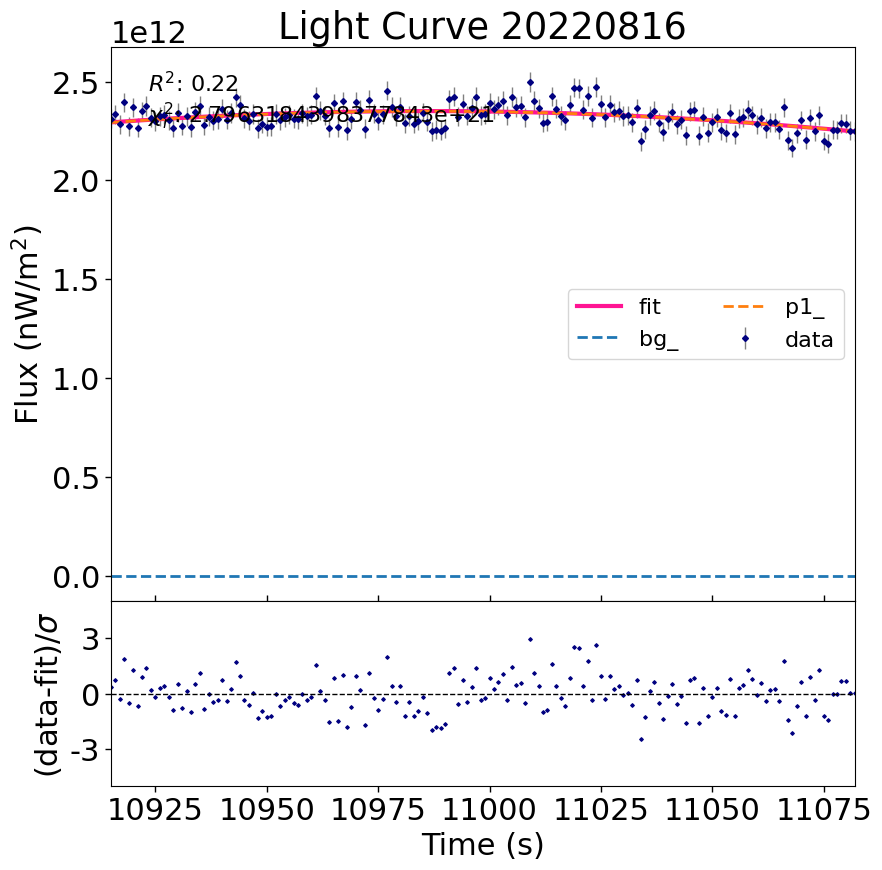 Light Curve 20220816
1e12
R²: 0.22
2.5
2.0
1.5
1.0
0.5
0.0
Flux (nW/m²)
fit
p1_
bg_
data
3
0
-3
(data-fit)/σ
10925 10950 10975 11000 11025 11050 11075
Time (s)